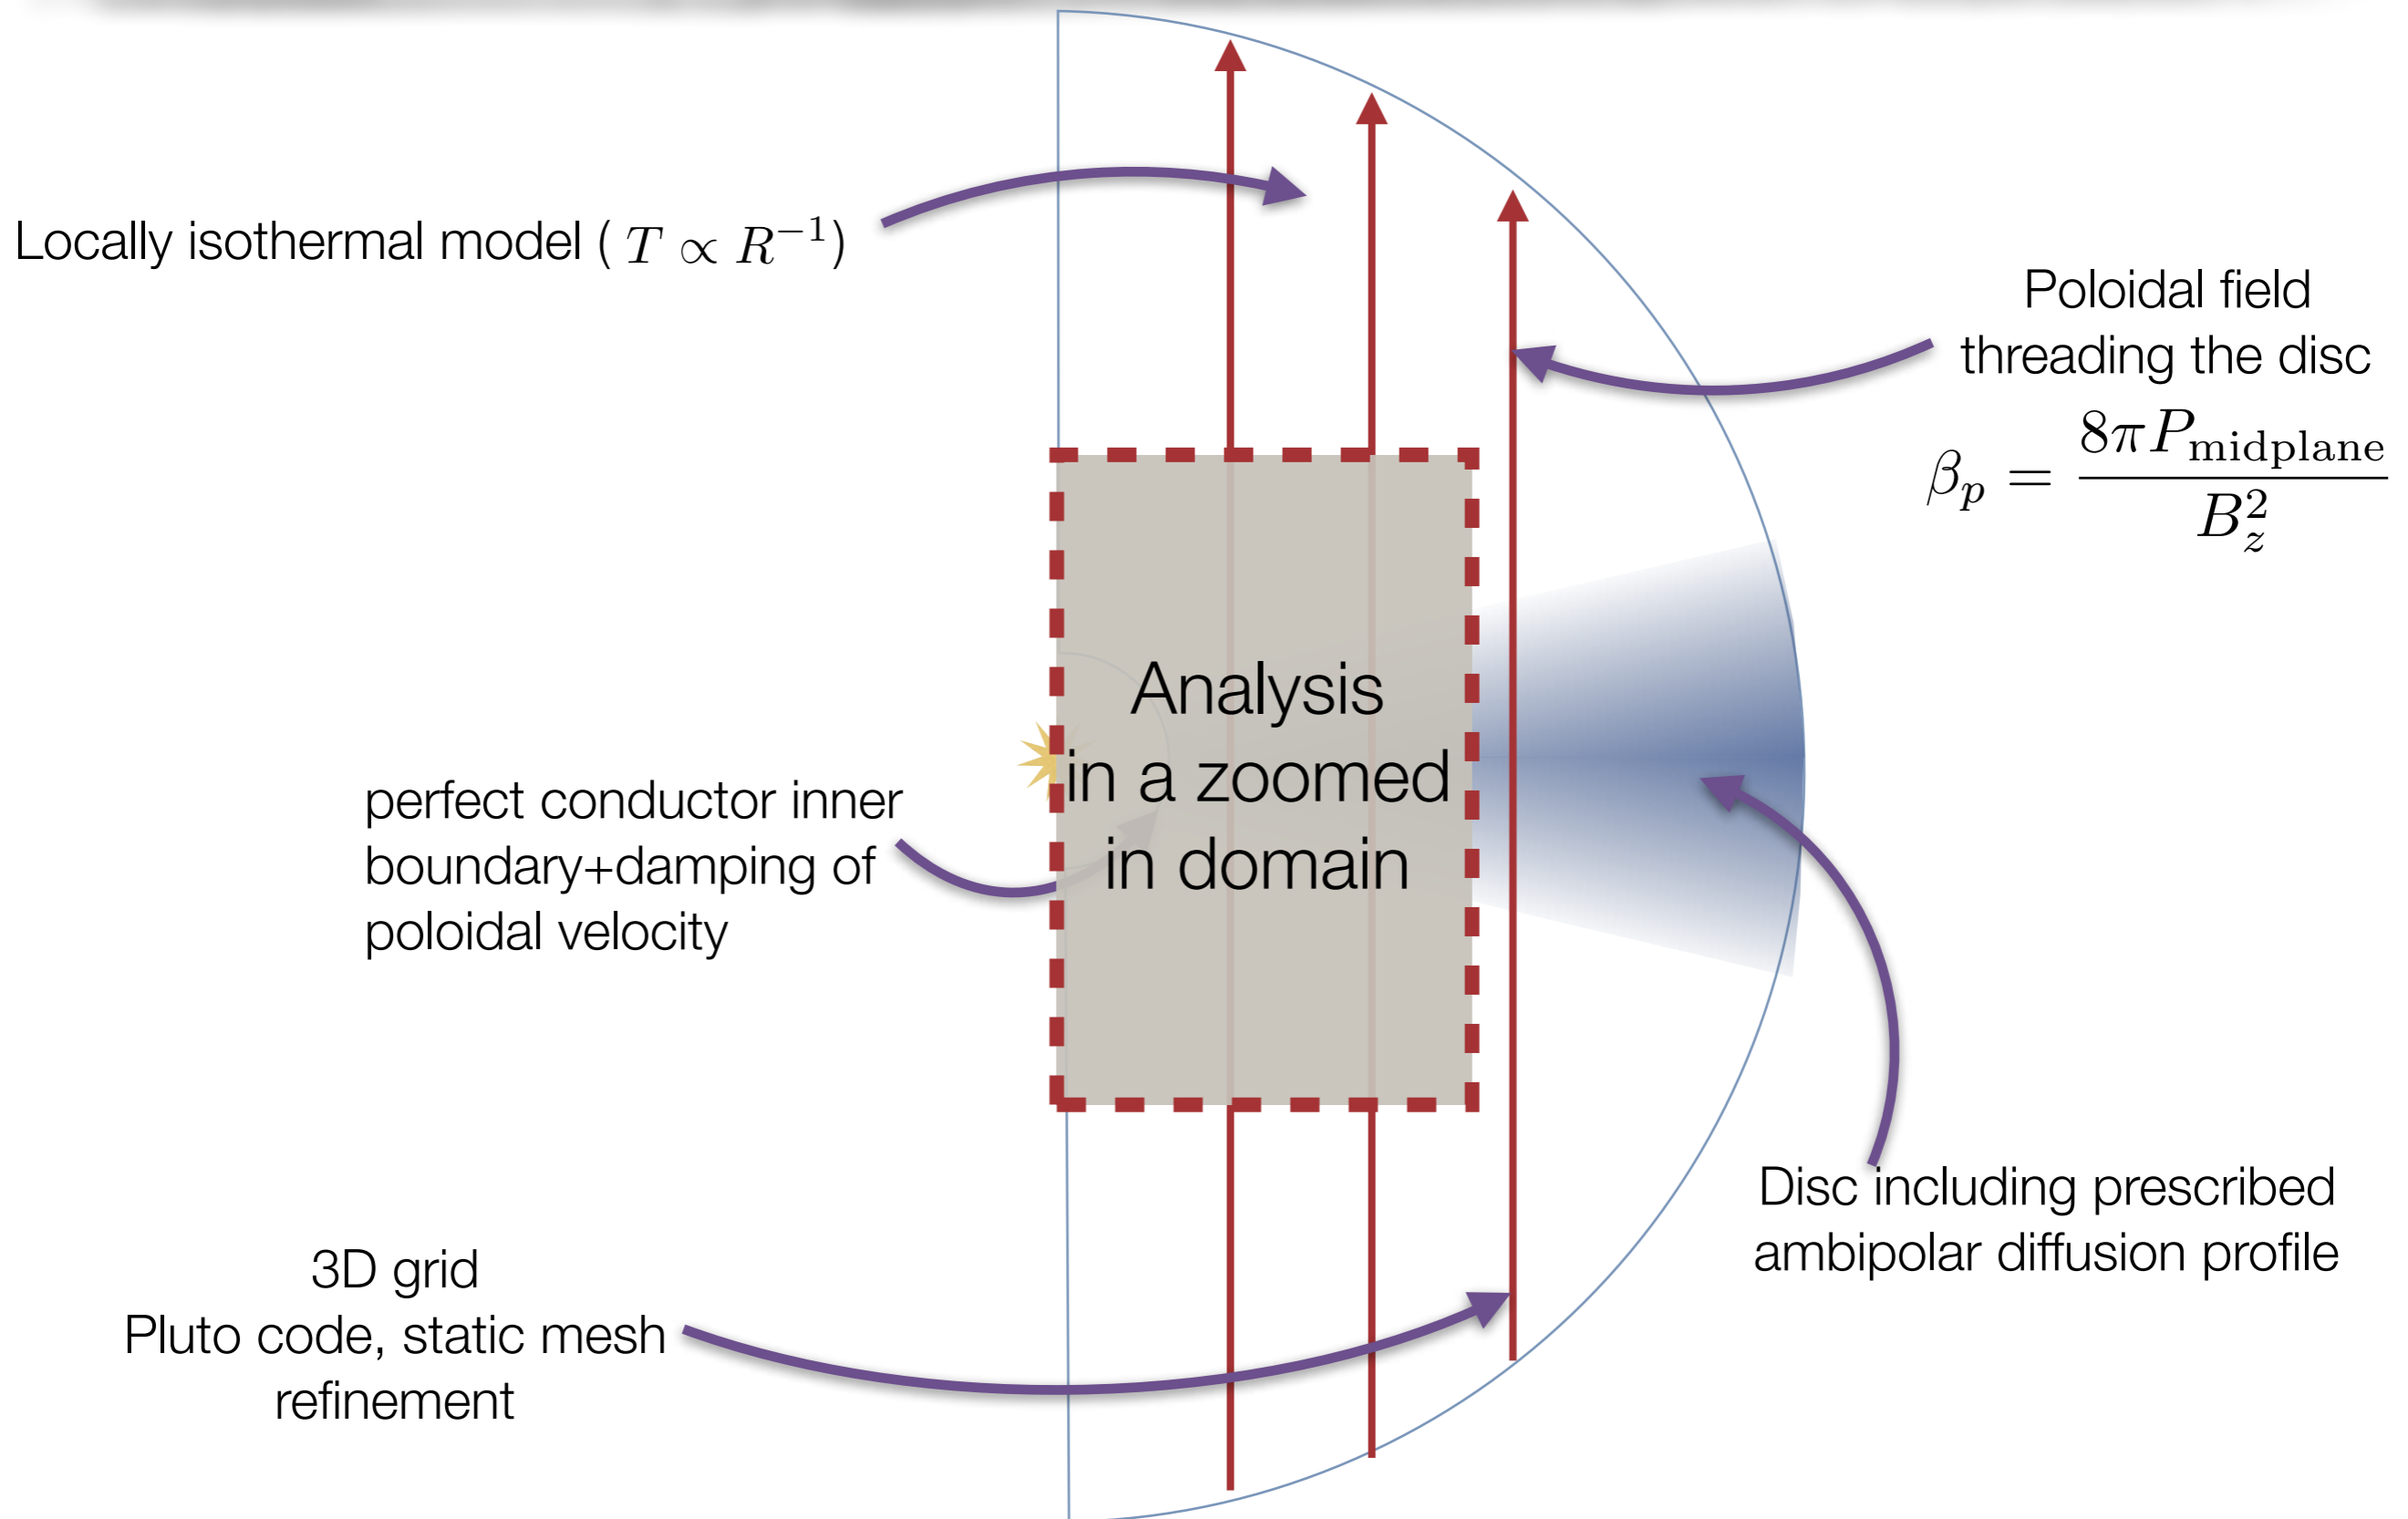 Locally isothermal model ( T ∝ R⁻¹)
Poloidal field
threading the disc
βₚ = 8πP_midplane / B_z²
Analysis
in a zoomed
in domain
perfect conductor inner
boundary+damping of
poloidal velocity
Disc including prescribed
ambipolar diffusion profile
3D grid
Pluto code, static mesh
refinement